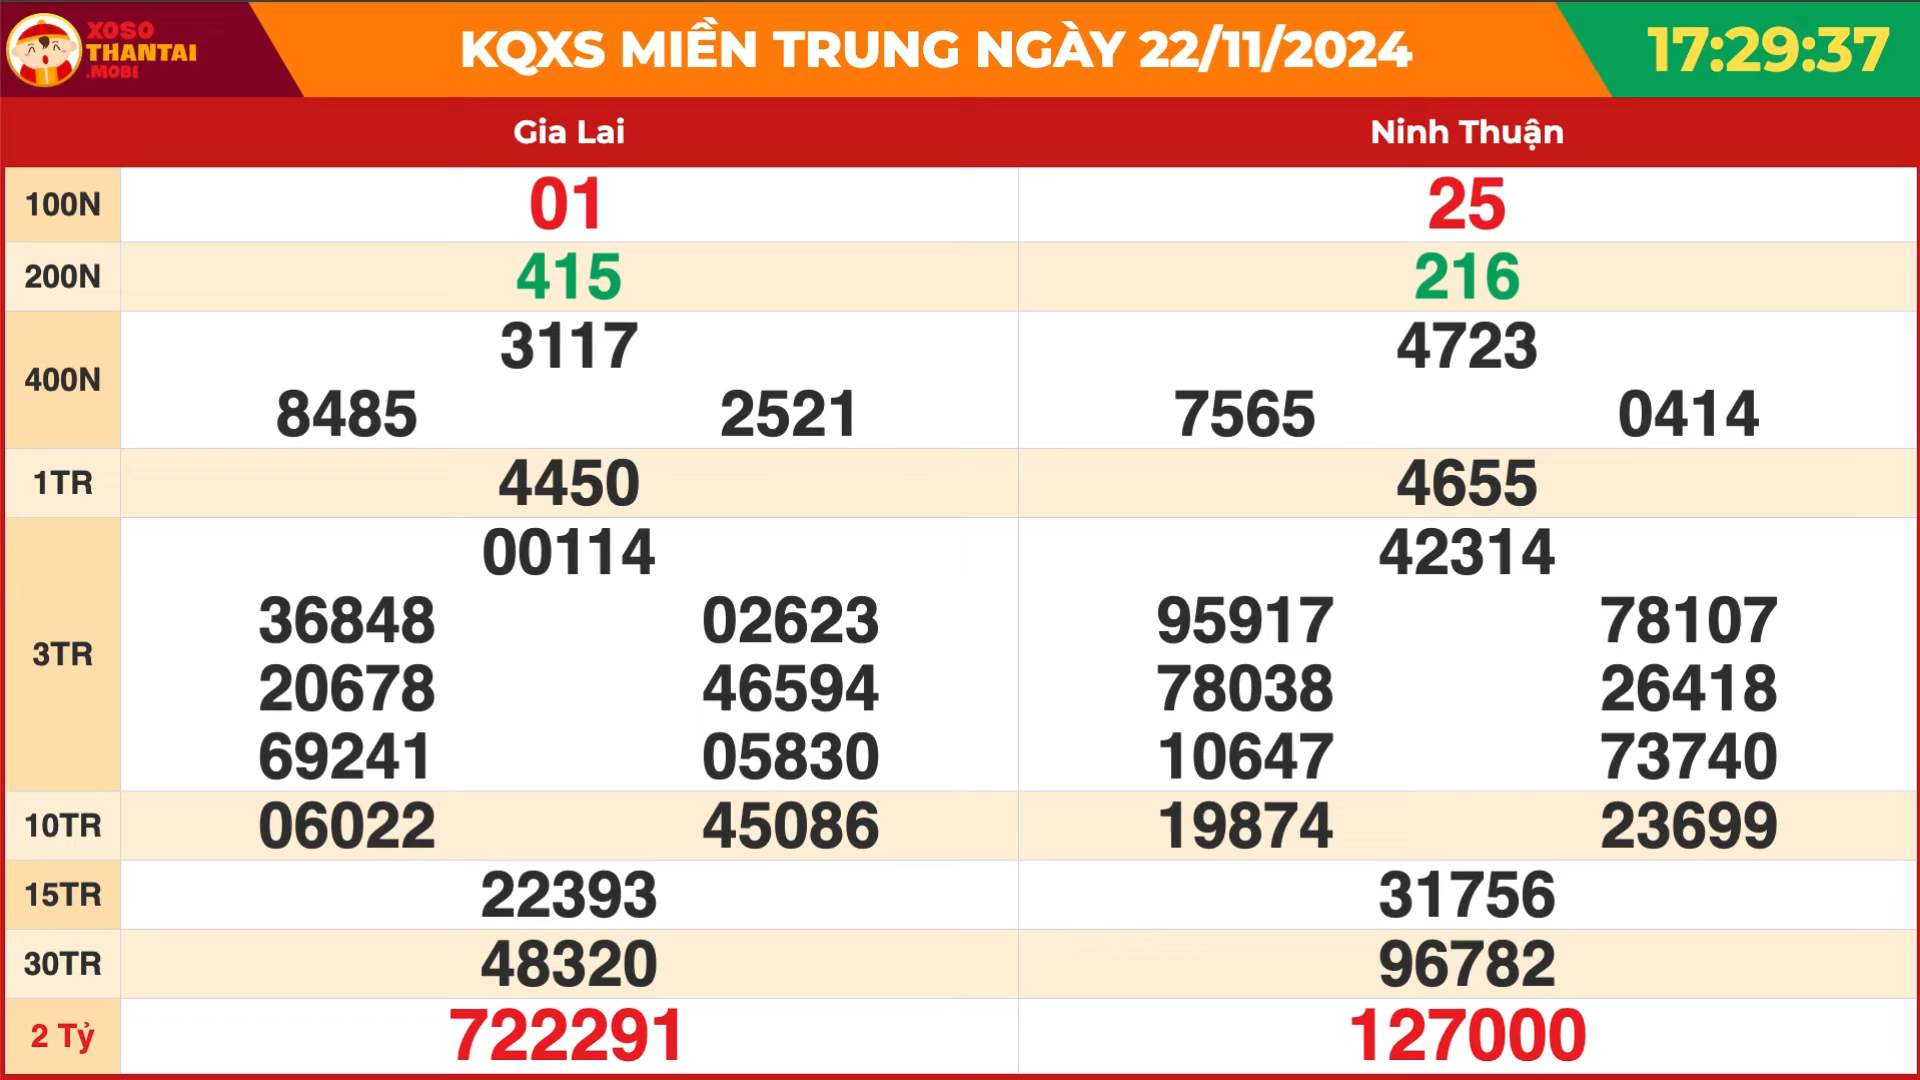 XOSO
THANTAI
.MOBI
KQXS MIỀN TRUNG NGÀY 22/11/2024
17:29:37
Gia Lai Ninh Thuận
100N 01 25
200N 415 216
400N
3117 4723
8485 2521 7565 0414
1TR 4450 4655
3TR
00114 42314
36848 02623 95917 78107
20678 46594 78038 26418
69241 05830 10647 73740
10TR 06022 45086 19874 23699
15TR 22393 31756
30TR 48320 96782
2 Tỷ 722291 127000